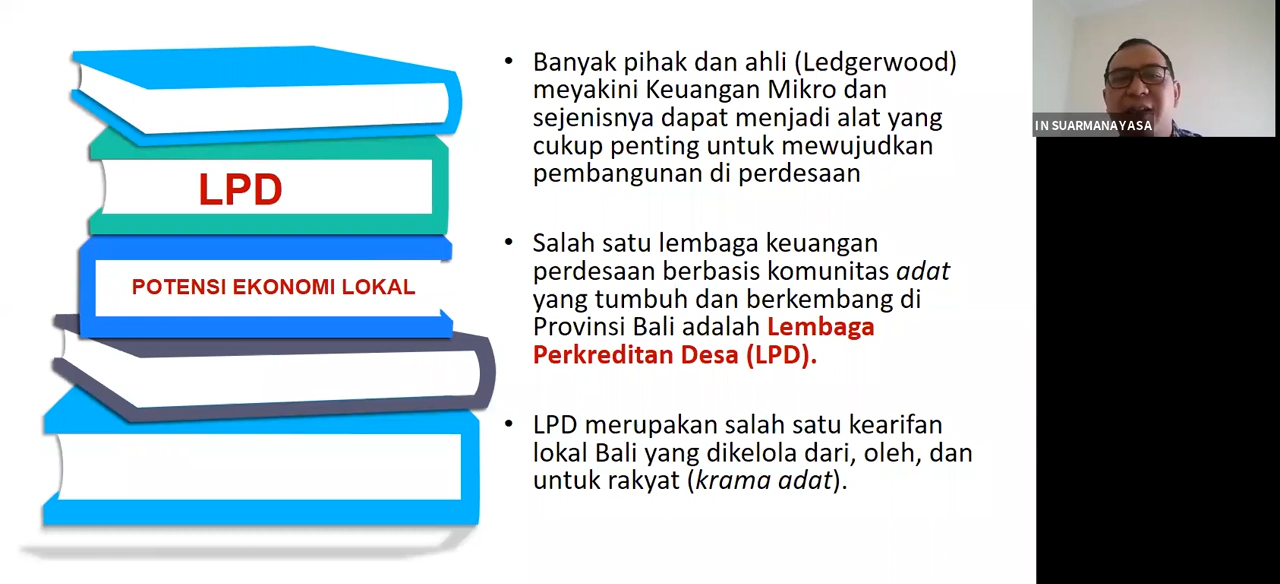 LPD
POTENSI EKONOMI LOKAL
• Banyak pihak dan ahli (Ledgerwood)
meyakini Keuangan Mikro dan
sejenisnya dapat menjadi alat yang
cukup penting untuk mewujudkan
pembangunan di perdesaan
• Salah satu lembaga keuangan
perdesaan berbasis komunitas adat
yang tumbuh dan berkembang di
Provinsi Bali adalah Lembaga
Perkreditan Desa (LPD).
• LPD merupakan salah satu kearifan
lokal Bali yang dikelola dari, oleh, dan
untuk rakyat (krama adat).
I N SUARMANAYASA